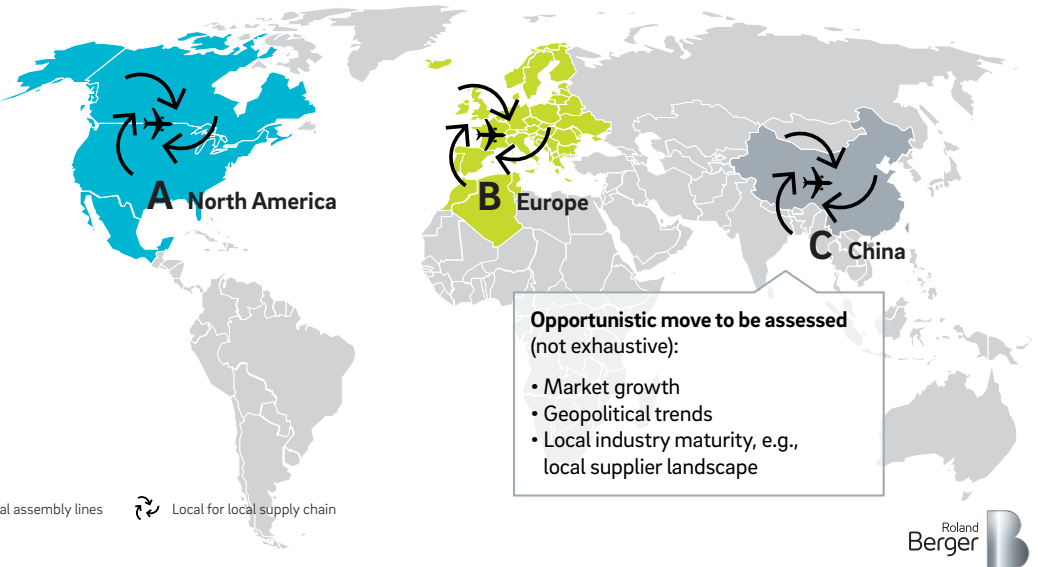 A North America
B Europe
C China
Opportunistic move to be assessed
(not exhaustive):
• Market growth
• Geopolitical trends
• Local industry maturity, e.g.,
local supplier landscape
assembly lines
Local for local supply chain
Roland
Berger
B